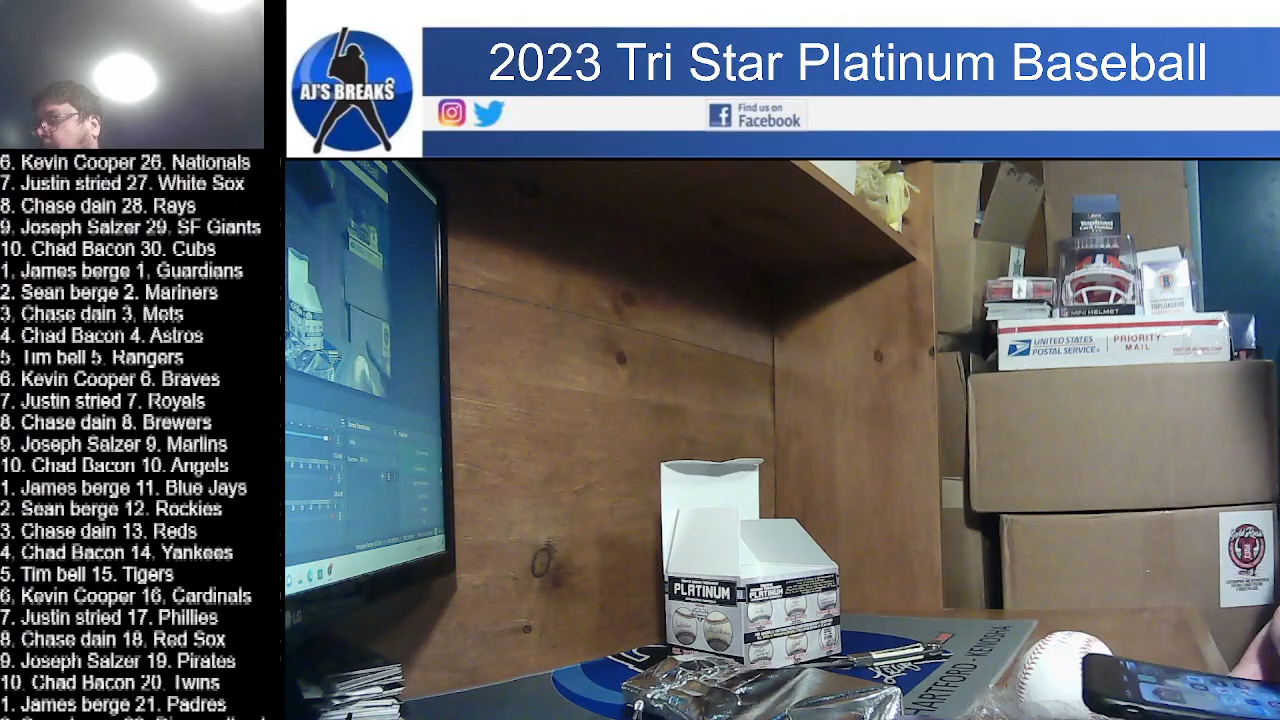 2023 Tri Star Platinum Baseball
AJ'S BREAKS
Find us on
Facebook
6. Kevin Cooper 26. Nationals
7. Justin stried 27. White Sox
8. Chase dain 28. Rays
9. Joseph Salzer 29. SF Giants
10. Chad Bacon 30. Cubs
1. James berge 1. Guardians
2. Sean berge 2. Mariners
3. Chase dain 3. Mets
4. Chad Bacon 4. Astros
5. Tim bell 5. Rangers
6. Kevin Cooper 6. Braves
7. Justin stried 7. Royals
8. Chase dain 8. Brewers
9. Joseph Salzer 9. Marlins
10. Chad Bacon 10. Angels
1. James berge 11. Blue Jays
2. Sean berge 12. Rockies
3. Chase dain 13. Reds
4. Chad Bacon 14. Yankees
5. Tim bell 15. Tigers
6. Kevin Cooper 16. Cardinals
7. Justin stried 17. Phillies
8. Chase dain 18. Red Sox
9. Joseph Salzer 19. Pirates
10. Chad Bacon 20. Twins
1. James berge 21. Padres
MINI HELMET
TOPLOADERS
UNITED STATES
POSTAL SERVICE
PRIORITY
MAIL
PLATINUM
PLATINUM
HARTFORD - KENOSHA